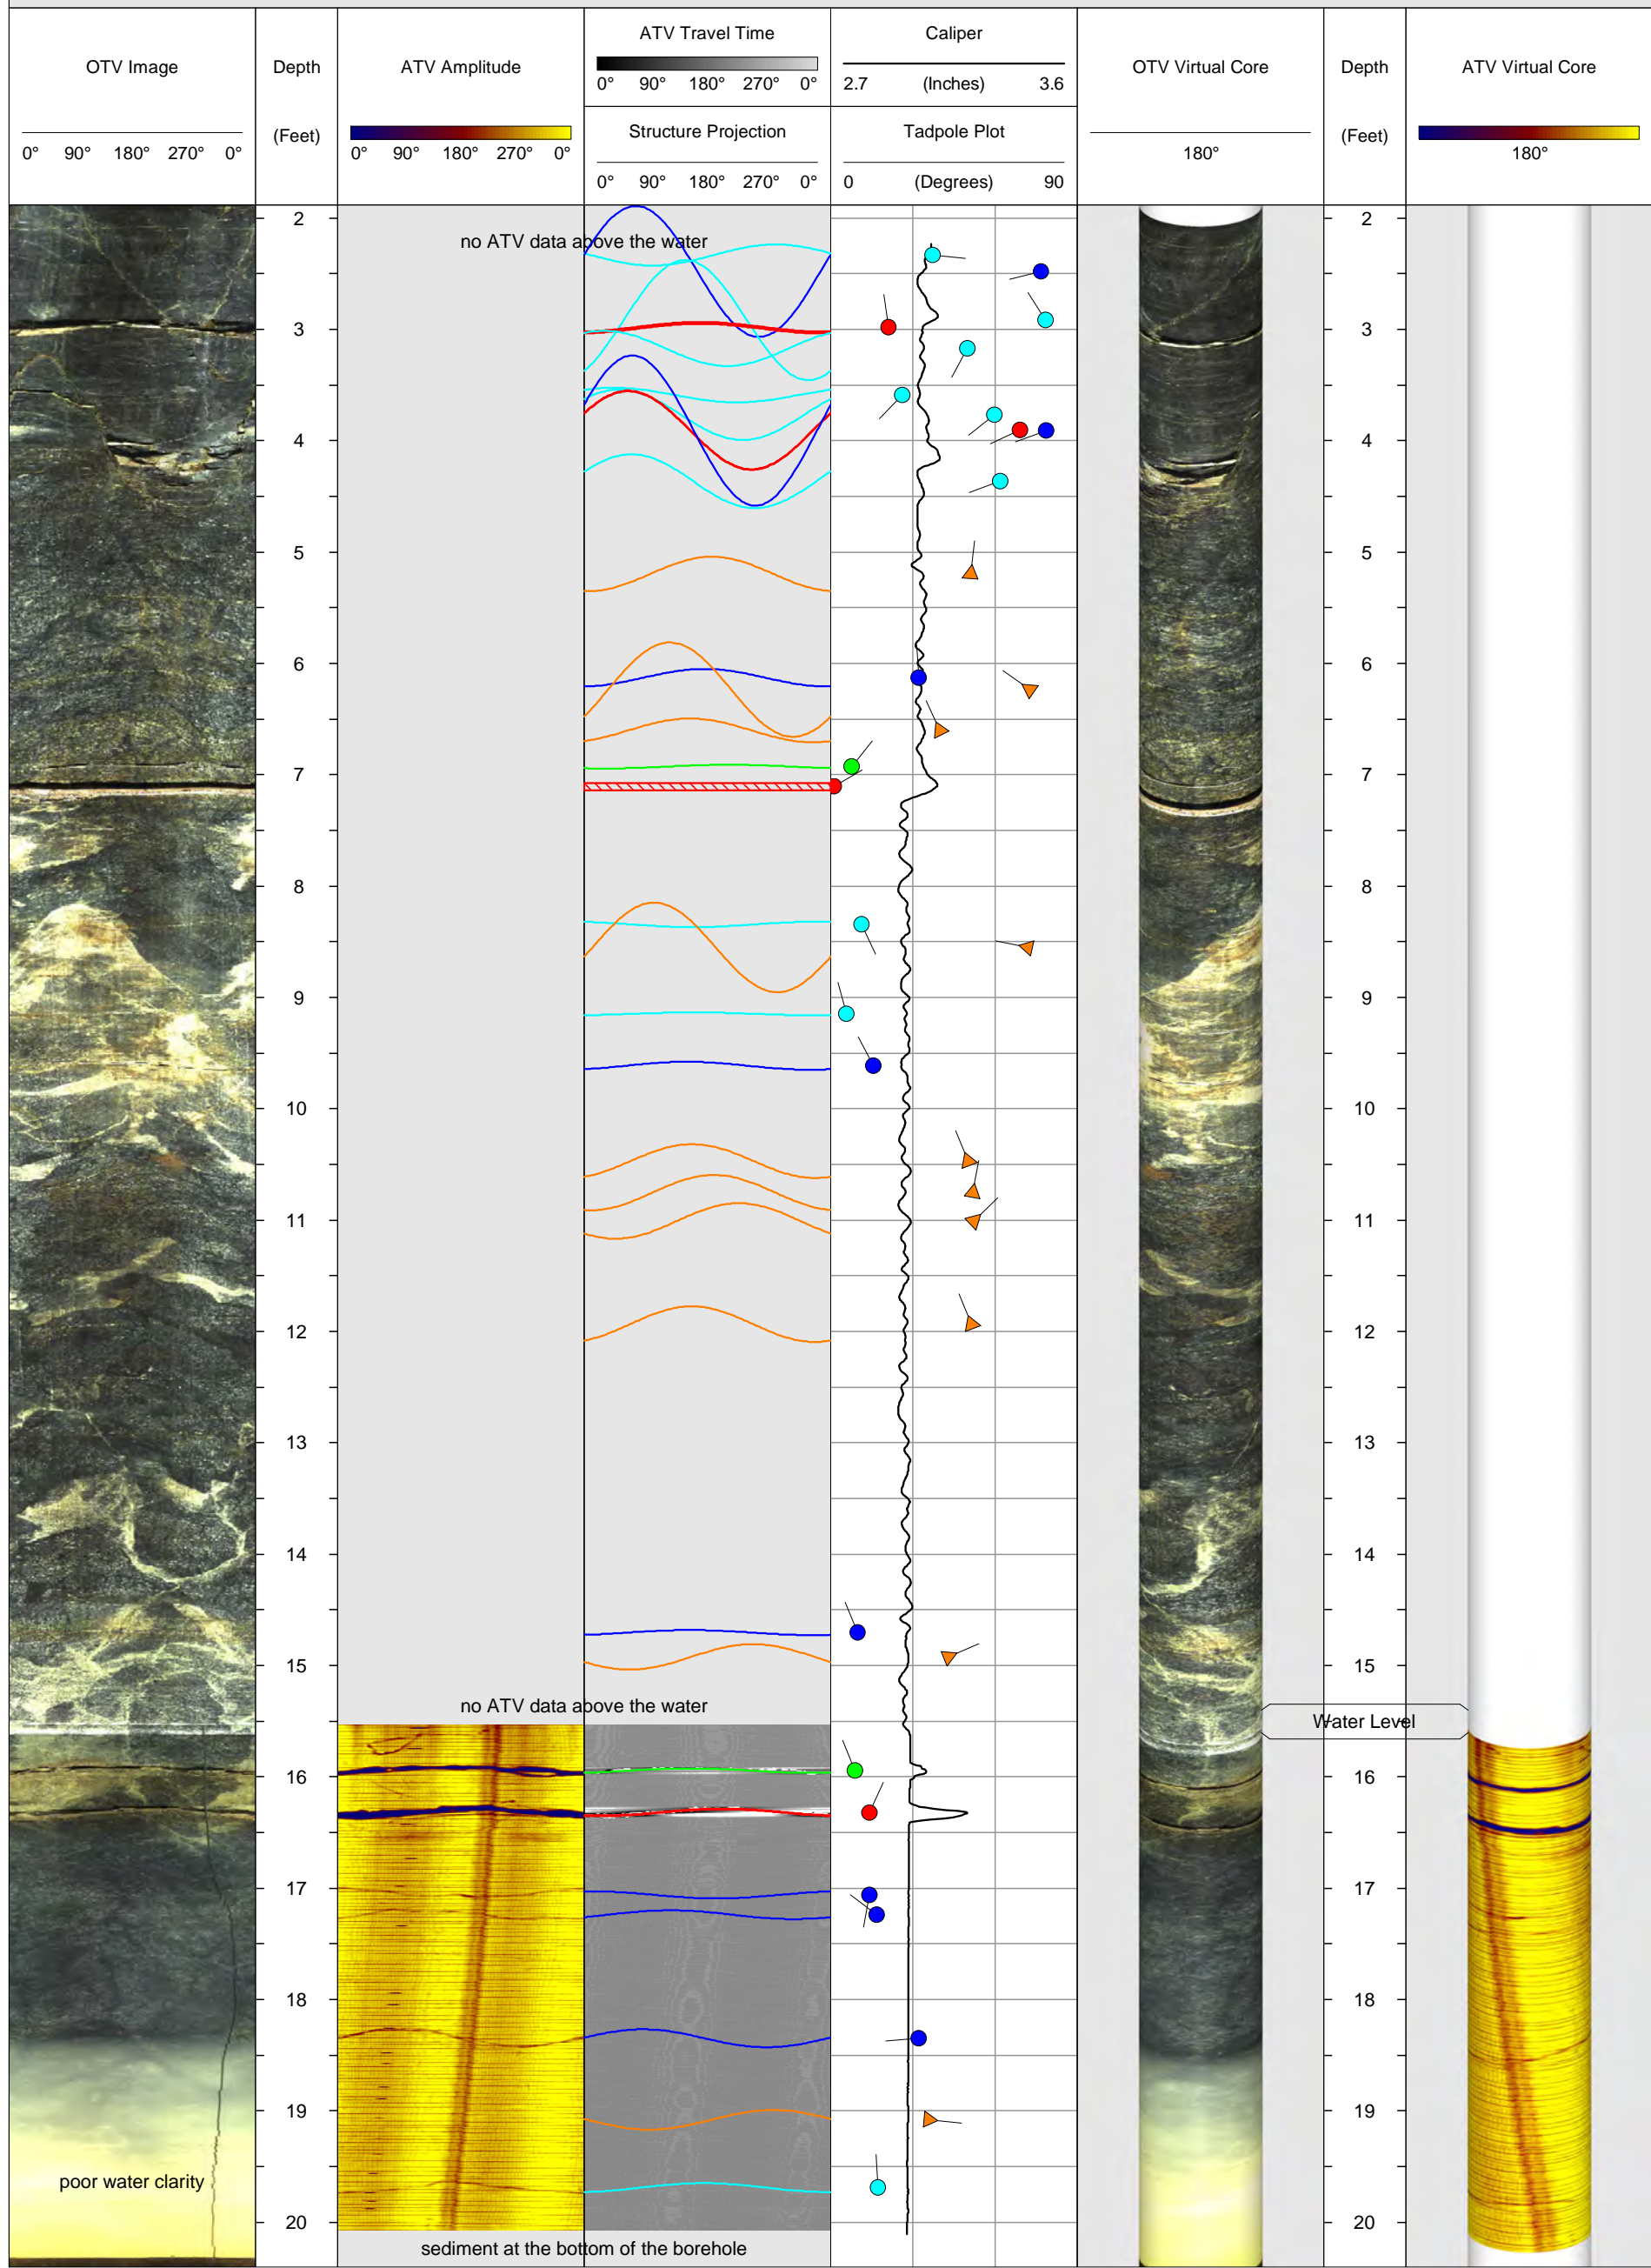 OTV Image
0° 90° 180° 270° 0°
Depth
(Feet)
ATV Amplitude
0° 90° 180° 270° 0°
ATV Travel Time
0° 90° 180° 270° 0°
Structure Projection
0° 90° 180° 270° 0°
Caliper
2.7 (Inches) 3.6
Tadpole Plot
0 (Degrees) 90
OTV Virtual Core
180°
Depth
(Feet)
ATV Virtual Core
180°
2 2
no ATV data above the water
3 3
4 4
5 5
6 6
7 7
8 8
9 9
10 10
11 11
12 12
13 13
14 14
15 15
no ATV data above the water
Water Level
16 16
17 17
18 18
19 19
poor water clarity
20 20
sediment at the bottom of the borehole